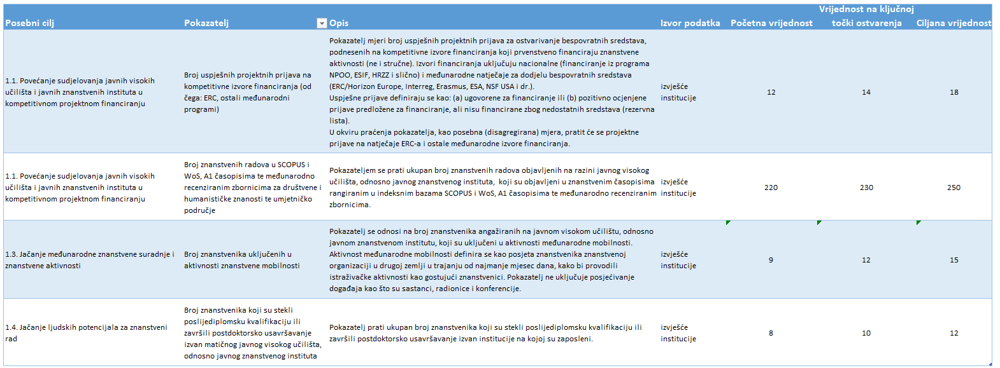 Posebni cilj
Pokazatelj
Opis
Izvor podatka
Početna vrijednost
Vrijednost na ključnoj
točki ostvarenja
Ciljana vrijednost
1.1. Povećanje sudjelovanja javnih visokih
učilišta i javnih znanstvenih instituta u
kompetitivnom projektnom financiranju
Broj uspješnih projektnih prijava na
kompetitivne izvore financiranja (od
čega: ERC, ostali međunarodni
programi)
Pokazatelj mjeri broj uspješnih projektnih prijava za ostvarivanje bespovratnih sredstava,
podnesenih na kompetitivne izvore financiranja koji prvenstveno financiraju znanstvene
aktivnosti (ne i stručne). Izvori financiranja uključuju nacionalne (financiranje iz programa
NPOO, ESIF, HRZZ i slično) i međunarodne natječaje za dodjelu bespovratnih sredstava
(ERC/Horizon Europe, Interreg, Erasmus, ESA, NSF USA i dr.).
Uspješne prijave definiraju se kao: (a) ugovorene za financiranje ili (b) pozitivno ocjenjene
prijave predložene za financiranje, ali nisu financirane zbog nedostatnih sredstava (rezervna
lista).
U okviru praćenja pokazatelja, kao posebna (disagregirana) mjera, pratit će se projektne
prijave na natječaje ERC-a i ostale međunarodne izvore financiranja.
izvješće
institucije
12
14
18
1.1. Povećanje sudjelovanja javnih visokih
učilišta i javnih znanstvenih instituta u
kompetitivnom projektnom financiranju
Broj znanstvenih radova u SCOPUS i
WoS, A1 časopisima te međunarodno
recenziranim zbornicima za društvene i
humanističke znanosti te umjetničko
područje
Pokazateljem se prati ukupan broj znanstvenih radova objavljenih na razini javnog visokog
učilišta, odnosno javnog znanstvenog instituta,  koji su objavljeni u znanstvenim časopisima
rangiranim u indeksnim bazama SCOPUS i WoS, A1 časopisima te međunarodno recenziranim
zbornicima.
izvješće
institucije
220
230
250
1.3. Jačanje međunarodne znanstvene suradnje i
znanstvene aktivnosti
Broj znanstvenika uključenih u
aktivnosti znanstvene mobilnosti
Pokazatelj se odnosi na broj znanstvenika angažiranih na javnom visokom učilištu, odnosno
javnom znanstvenom institutu, koji su uključeni u aktivnosti međunarodne mobilnosti.
Aktivnost međunarodne mobilnosti definira se kao posjeta znanstvenika znanstvenoj
organizaciji u drugoj zemlji u trajanju od najmanje mjesec dana, kako bi provodili
istraživačke aktivnosti kao gostujući znanstvenici. Pokazatelj ne uključuje posjećivanje
događaja kao što su sastanci, radionice i konferencije.
izvješće
institucije
9
12
15
1.4. Jačanje ljudskih potencijala za znanstveni
rad
Broj znanstvenika koji su stekli
poslijediplomsku kvalifikaciju ili
završili postdoktorsko usavršavanje
izvan matičnog javnog visokog učilišta,
odnosno javnog znanstvenog instituta
Pokazatelj prati ukupan broj znanstvenika koji su stekli poslijediplomsku kvalifikaciju ili
završili postdoktorsko usavršavanje izvan institucije na kojoj su zaposleni.
izvješće
institucije
8
10
12